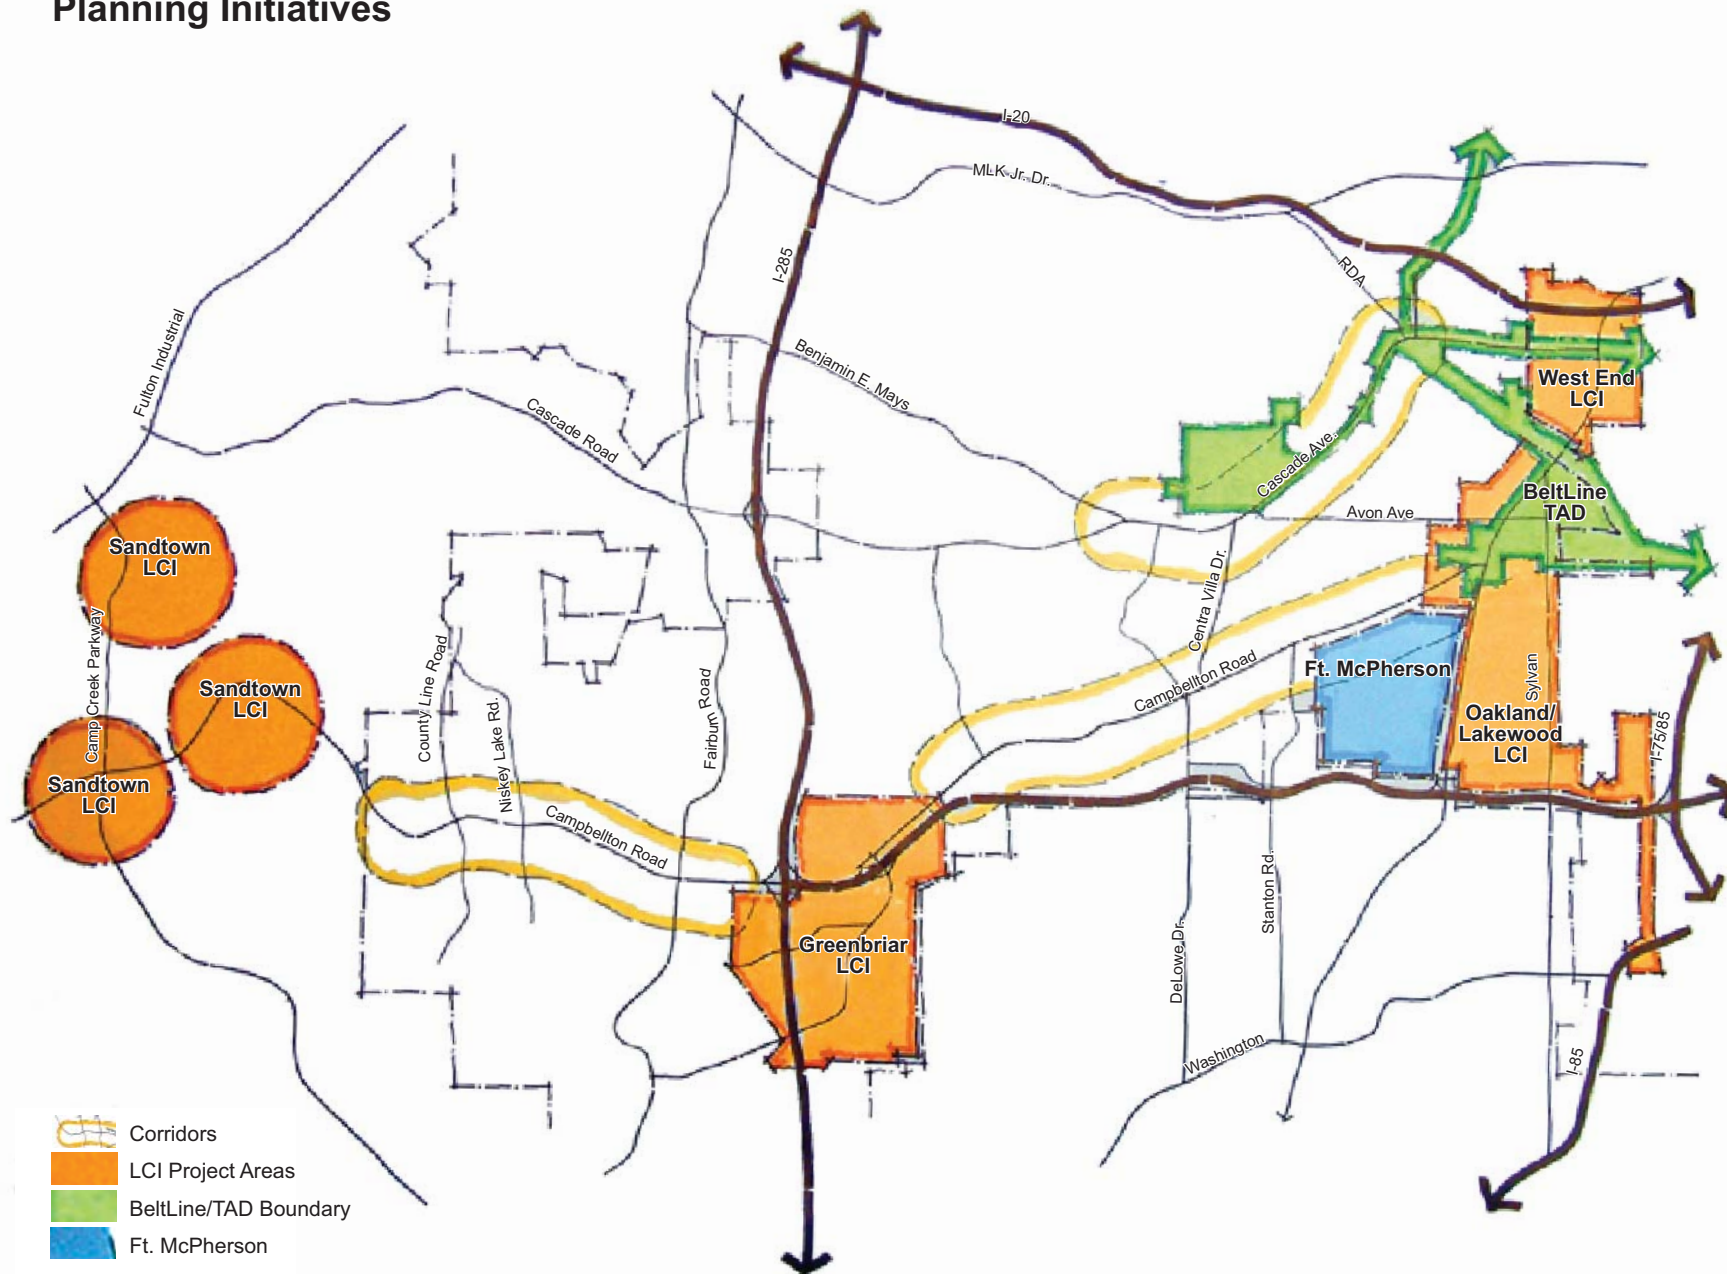 Planning Initiatives
I-20
MLK Jr. Dr.
I-285
RDA
Fulton Industrial
Benjamin E. Mays
West End
LCI
Cascade Road
Cascade Ave.
BeltLine
TAD
Avon Ave
Sandtown
LCI
Centra Villa Dr.
Camp Creek Parkway
County Line Road
Ft. McPherson
Sandtown
LCI
Campbellton Road
Sylvan
Fairburn Road
Niskey Lake Rd.
Oakland/
Lakewood
LCI
I-75/85
Sandtown
LCI
Campbellton Road
Stanton Rd.
Greenbriar
LCI
DeLowe Dr.
Washington
I-85
Corridors
LCI Project Areas
BeltLine/TAD Boundary
Ft. McPherson